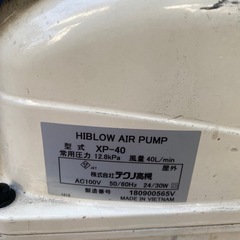 HIBLOW AIR PUMP
型式 XP-40
常用圧力 12.8kPa 風量 40L/min
株式会社テクノ高槻 屋外
AC100V 50/60Hz 24/30W
製造番号 180900565V
MADE IN VIETNAM